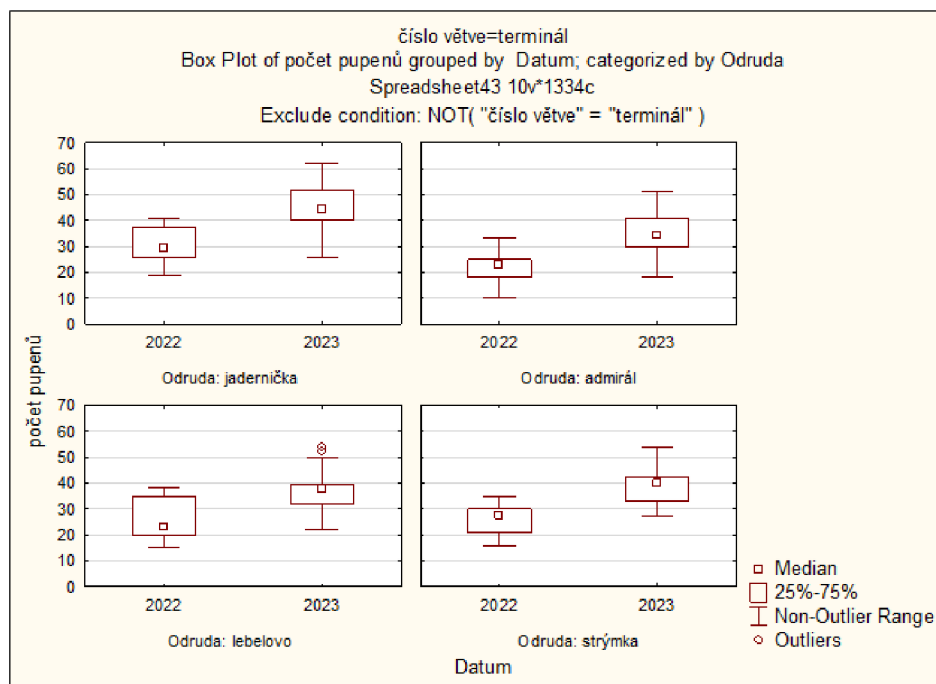 číslo větve=terminál
Box Plot of počet pupenů grouped by  Datum; categorized by Odruda
Spreadsheet43 10v*1334c
Exclude condition: NOT( "číslo větve" = "terminál" )
počet pupenů
70
60
50
40
30
20
10
0
2022 2023 2022 2023
Odruda: jadernička Odruda: admirál
70
60
50
40
30
20
10
0
2022 2023 2022 2023
Odruda: lebelovo Odruda: strýmka
Datum
Median
25%-75%
Non-Outlier Range
Outliers